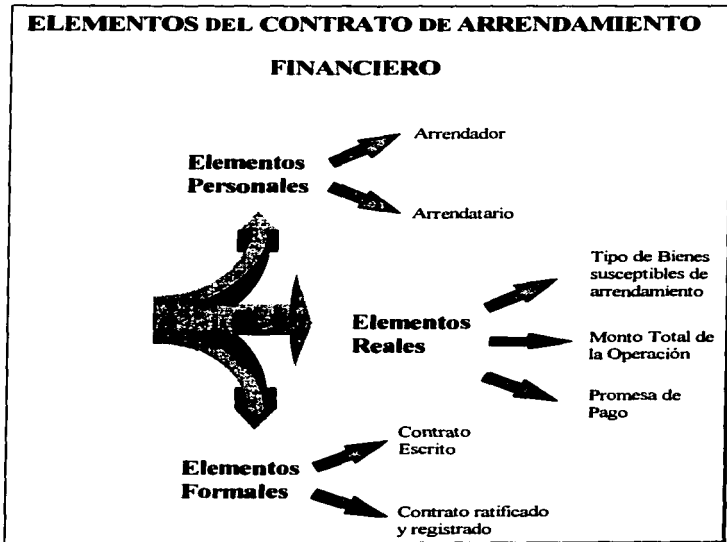 ELEMENTOS DEL CONTRATO DE ARRENDAMIENTO
FINANCIERO
Elementos
Personales
Arrendador
Arrendatario
Elementos
Reales
Tipo de Bienes
susceptibles de
arrendamiento
Monto Total de
la Operación
Promesa de
Pago
Elementos
Formales
Contrato
Escrito
Contrato ratificado
y registrado